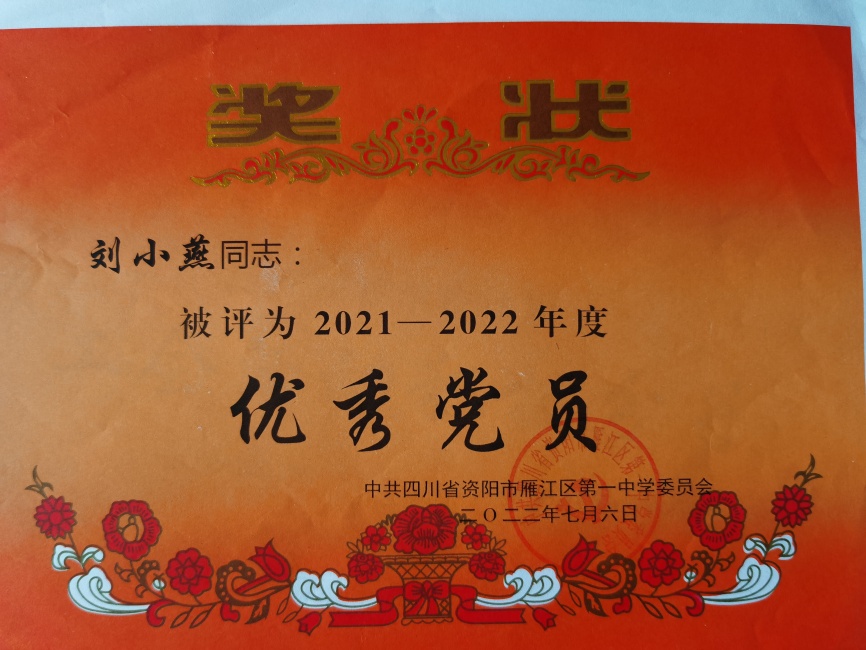 奖 状
刘小燕同志：
被评为 2021—2022 年度
优秀党员
中共四川省资阳市雁江区第一中学委员会
二O二二年七月六日